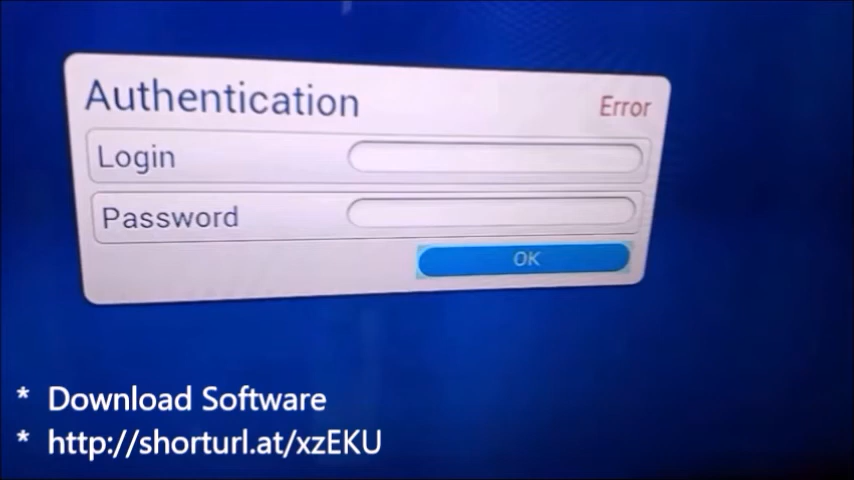 Authentication
Error
Login
Password
OK
* Download Software
* http://shorturl.at/xzEKU